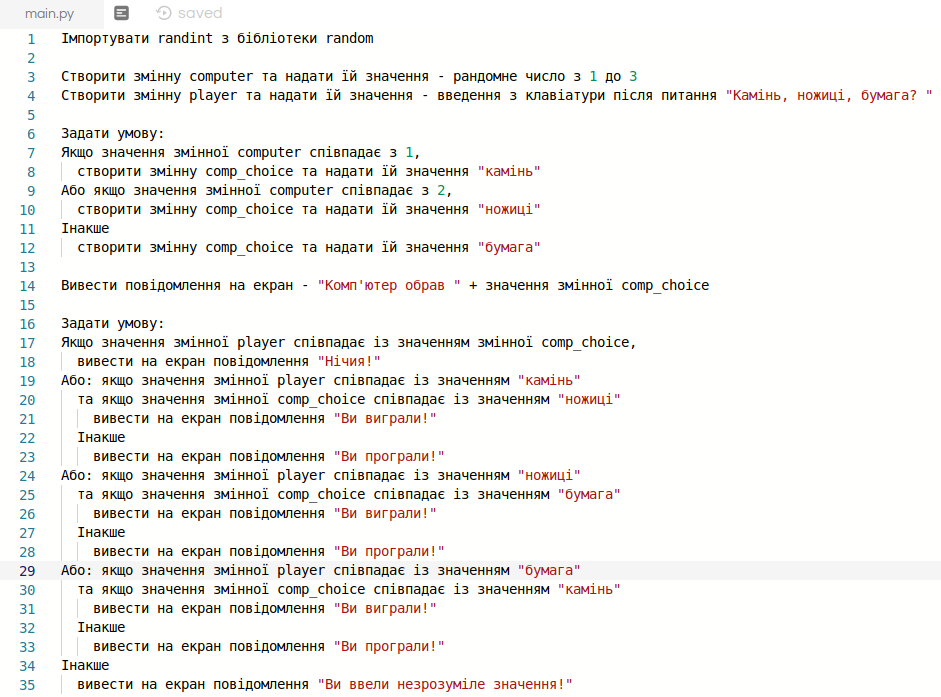 main.py saved
1 Імпортувати randint з бібліотеки random
2
3 Створити змінну computer та надати їй значення - рандомне число з 1 до 3
4 Створити змінну player та надати їй значення - введення з клавіатури після питання "Камінь, ножиці, бумага? "
5
6 Задати умову:
7 Якщо значення змінної computer співпадає з 1,
8 створити змінну comp_choice та надати їй значення "камінь"
9 Або якщо значення змінної computer співпадає з 2,
10 створити змінну comp_choice та надати їй значення "ножиці"
11 Інакше
12 створити змінну comp_choice та надати їй значення "бумага"
13
14 Вивести повідомлення на екран - "Комп'ютер обрав " + значення змінної comp_choice
15
16 Задати умову:
17 Якщо значення змінної player співпадає із значенням змінної comp_choice,
18 вивести на екран повідомлення "Нічия!"
19 Або: якщо значення змінної player співпадає із значенням "камінь"
20 та якщо значення змінної comp_choice співпадає із значенням "ножиці"
21 вивести на екран повідомлення "Ви виграли!"
22 Інакше
23 вивести на екран повідомлення "Ви програли!"
24 Або: якщо значення змінної player співпадає із значенням "ножиці"
25 та якщо значення змінної comp_choice співпадає із значенням "бумага"
26 вивести на екран повідомлення "Ви виграли!"
27 Інакше
28 вивести на екран повідомлення "Ви програли!"
29 Або: якщо значення змінної player співпадає із значенням "бумага"
30 та якщо значення змінної comp_choice співпадає із значенням "камінь"
31 вивести на екран повідомлення "Ви виграли!"
32 Інакше
33 вивести на екран повідомлення "Ви програли!"
34 Інакше
35 вивести на екран повідомлення "Ви ввели незрозуміле значення!"